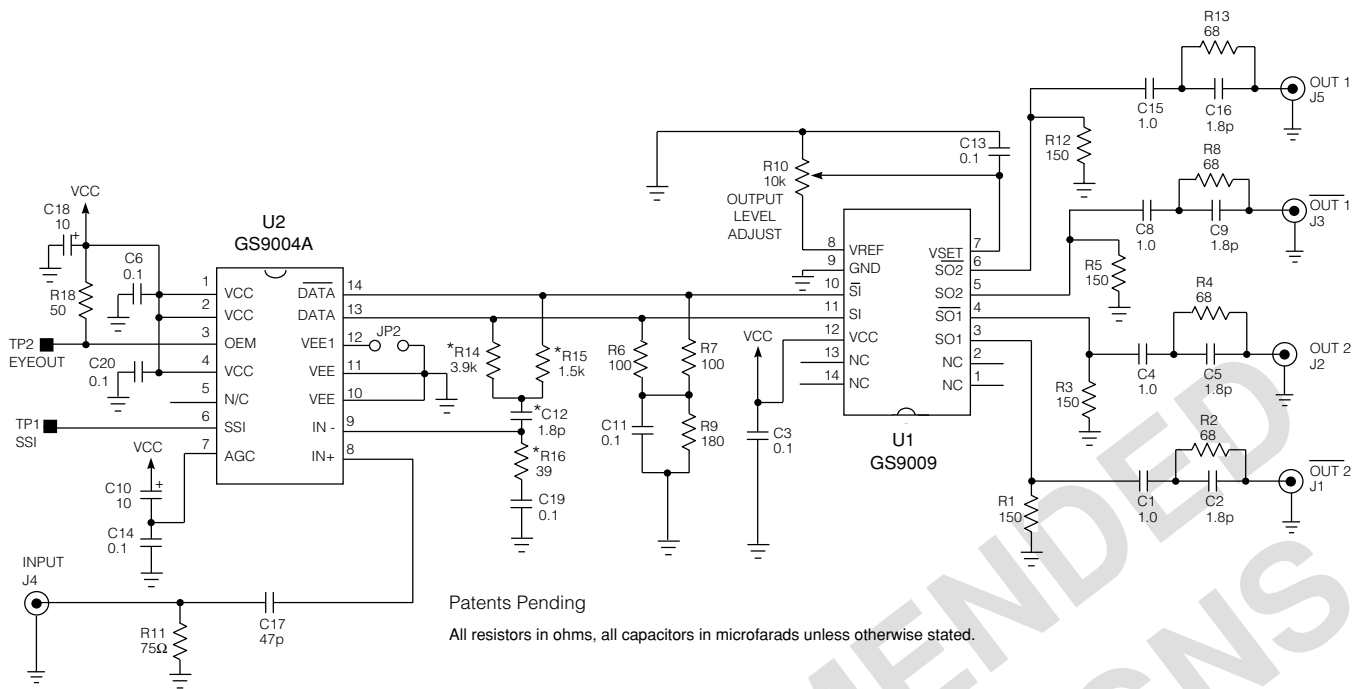 R13
68
OUT 1
J5
C15
1.0
C16
1.8p
R12
150
C13
0.1
R10
10k
OUTPUT
LEVEL
ADJUST
R8
68
OUT 1
J3
C8
1.0
C9
1.8p
R5
150
VCC
C18
10
+
C6
0.1
R18
50
TP2
EYEOUT
C20
0.1
TP1
SSI
VCC
C10
10
+
C14
0.1
U2
GS9004A
1 VCC
2 VCC
3 OEM
4 VCC
5 N/C
6 SSI
7 AGC
DATA 14
DATA 13
VEE1 12
VEE 11
VEE 10
IN - 9
IN+ 8
JP2
*R14
3.9k
*R15
1.5k
*C12
1.8p
*R16
39
C19
0.1
R6
100
R7
100
C11
0.1
R9
180
VCC
C3
0.1
8 VREF
9 GND
10 SI
11 SI
12 VCC
13 NC
14 NC
VSET 7
SO2 6
SO2 5
SO1 4
SO1 3
NC 2
NC 1
U1
GS9009
R4
68
OUT 2
J2
C4
1.0
C5
1.8p
R3
150
R2
68
OUT 2
J1
C1
1.0
C2
1.8p
R1
150
INPUT
J4
R11
75Ω
C17
47p
Patents Pending
All resistors in ohms, all capacitors in microfarads unless otherwise stated.
MENDED
IGNS